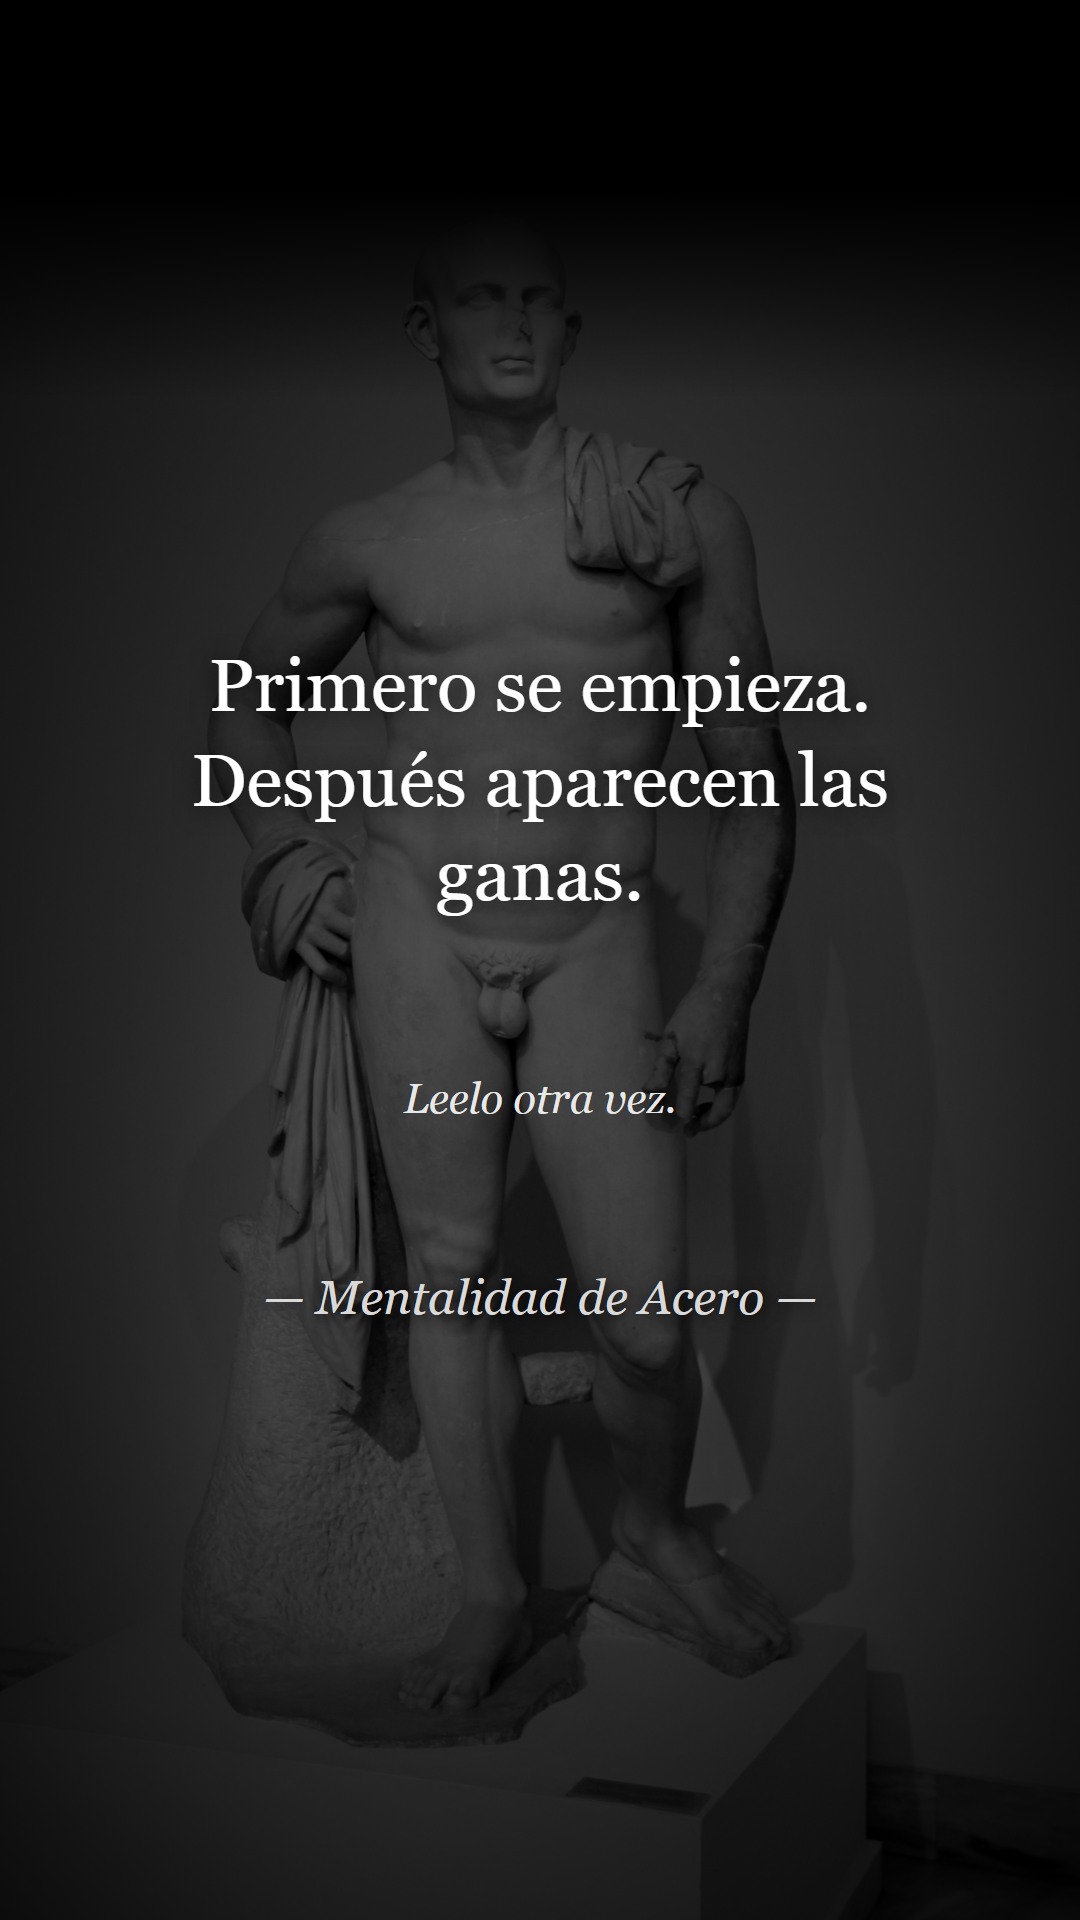 Primero se empieza.
Después aparecen las
ganas.
Leelo otra vez.
— Mentalidad de Acero —